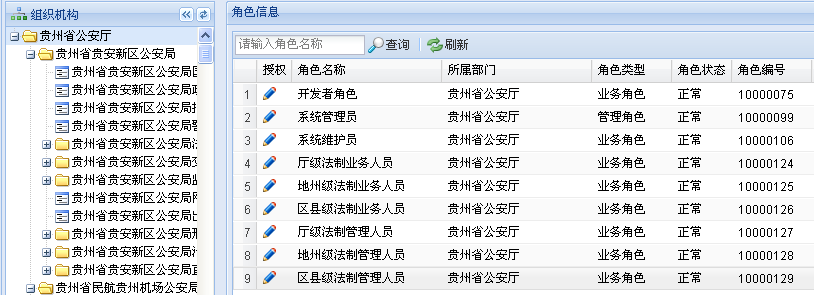 组织机构
贵州省公安厅
贵州省贵安新区公安局
贵州省贵安新区公安局
贵州省贵安新区公安局政
贵州省贵安新区公安局
贵州省贵安新区公安局
贵州省贵安新区公安局法
贵州省贵安新区公安局交
贵州省贵安新区公安局监
贵州省贵安新区公安局网
贵州省贵安新区公安局出
贵州省贵安新区公安局刑
贵州省贵安新区公安局治
贵州省贵安新区公安局直
贵州省民航贵州机场公安局
角色信息
请输入角色名称 查询 刷新
授权 角色名称 所属部门 角色类型 角色状态 角色编号
1 开发者角色 贵州省公安厅 业务角色 正常 10000075
2 系统管理员 贵州省公安厅 管理角色 正常 10000099
3 系统维护员 贵州省公安厅 业务角色 正常 10000106
4 厅级法制业务人员 贵州省公安厅 业务角色 正常 10000124
5 地州级法制业务人员 贵州省公安厅 业务角色 正常 10000125
6 区县级法制业务人员 贵州省公安厅 业务角色 正常 10000126
7 厅级法制管理人员 贵州省公安厅 业务角色 正常 10000127
8 地州级法制管理人员 贵州省公安厅 业务角色 正常 10000128
9 区县级法制管理人员 贵州省公安厅 业务角色 正常 10000129